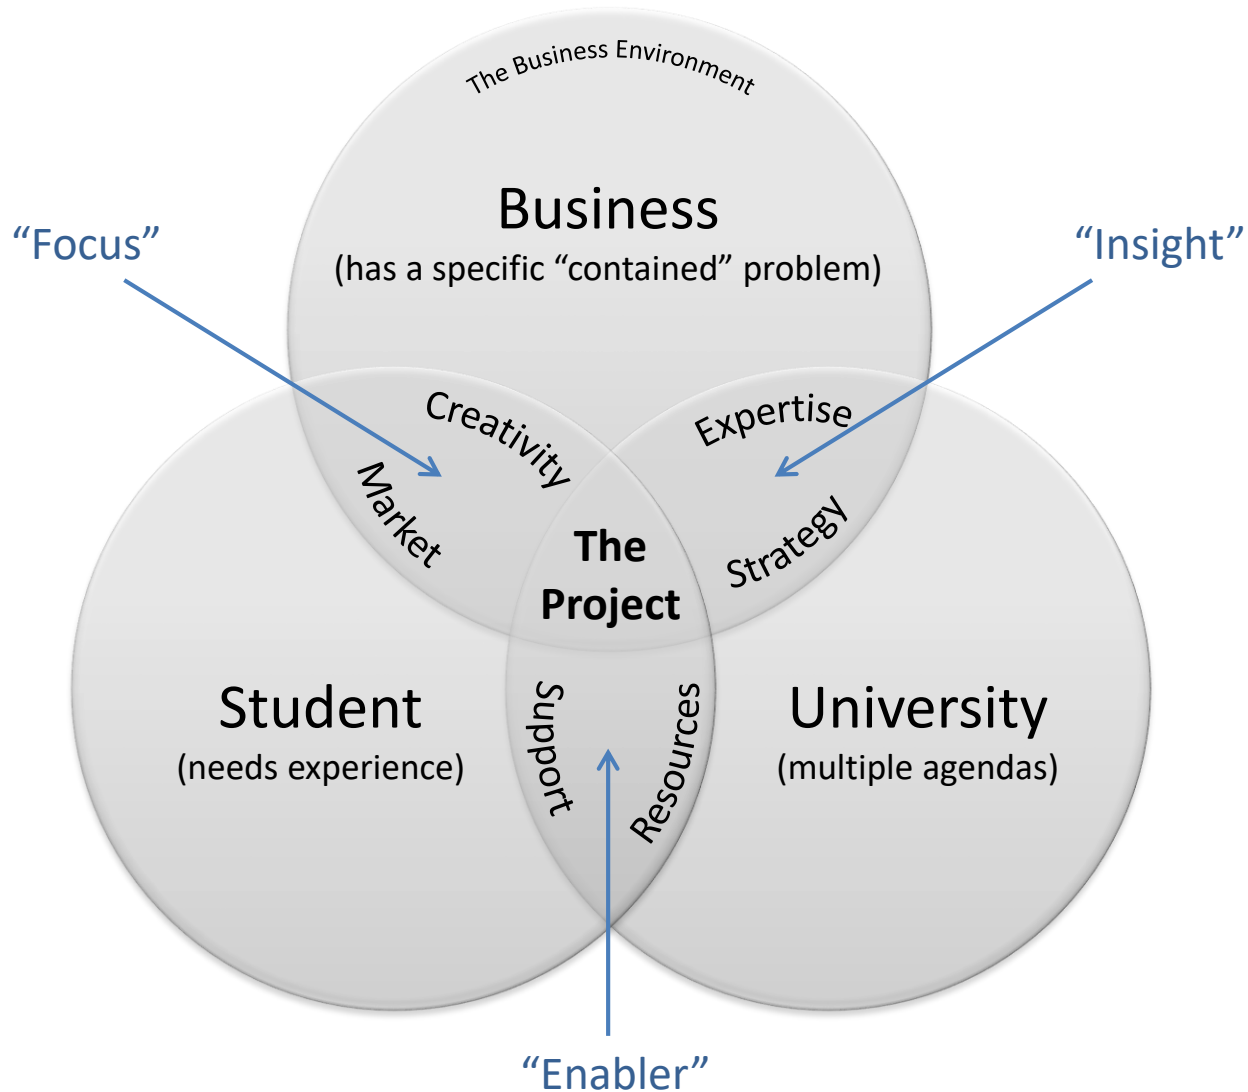 The Business Environment
Business
(has a specific “contained” problem)
“Focus”
“Insight”
Creativity
Market
Expertise
Strategy
The
Project
Student
(needs experience)
Support
Resources
University
(multiple agendas)
“Enabler”